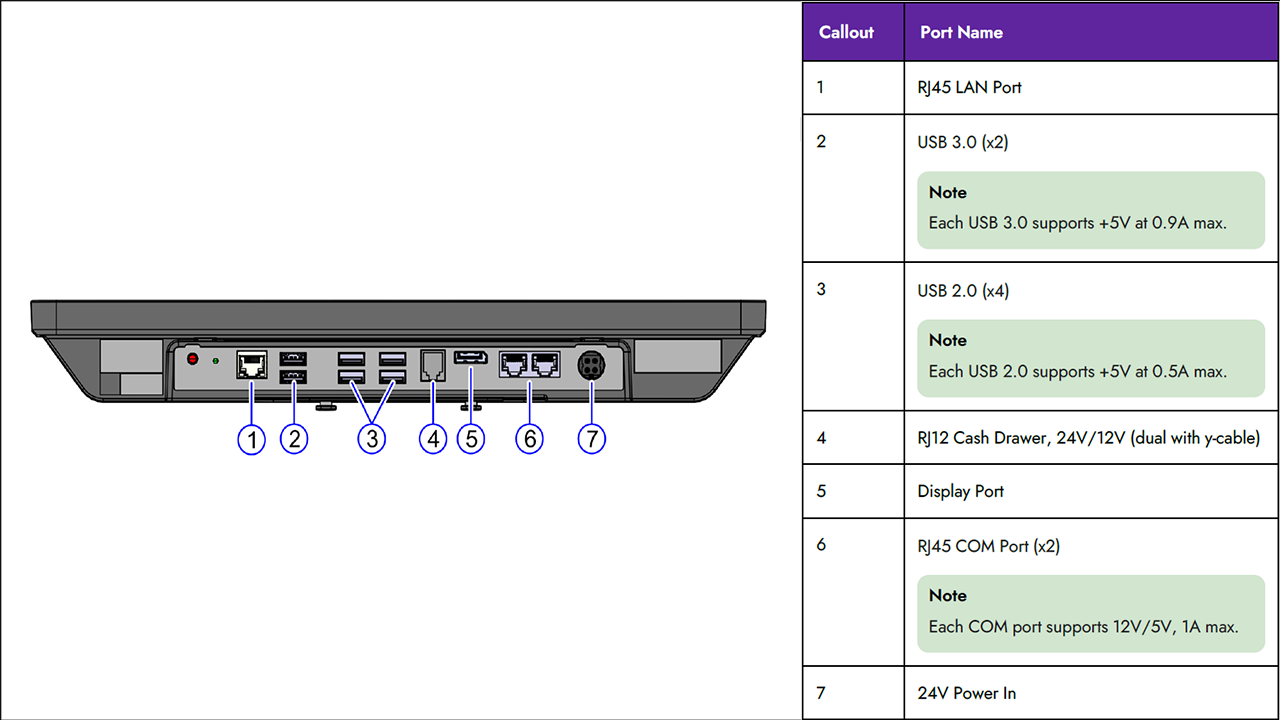 1
2
3
4
5
6
7
Callout Port Name
1 RJ45 LAN Port
2 USB 3.0 (x2)
Note
Each USB 3.0 supports +5V at 0.9A max.
3 USB 2.0 (x4)
Note
Each USB 2.0 supports +5V at 0.5A max.
4 RJ12 Cash Drawer, 24V/12V (dual with y-cable)
5 Display Port
6 RJ45 COM Port (x2)
Note
Each COM port supports 12V/5V, 1A max.
7 24V Power In